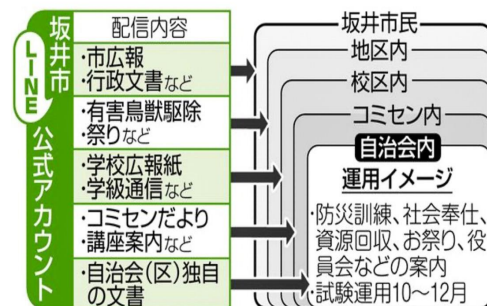 坂井市
LINE
公式アカウント
配信内容
・市広報
・行政文書など
・有害鳥獣駆除
・祭りなど
・学校広報紙
・学級通信など
・コミセンだより
・講座案内など
・自治会(区)独自
の文書
坂井市民
地区内
校区内
コミセン内
自治会内
運用イメージ
・防災訓練、社会奉仕、
資源回収、お祭り、役
員会などの案内
・試験運用10〜12月